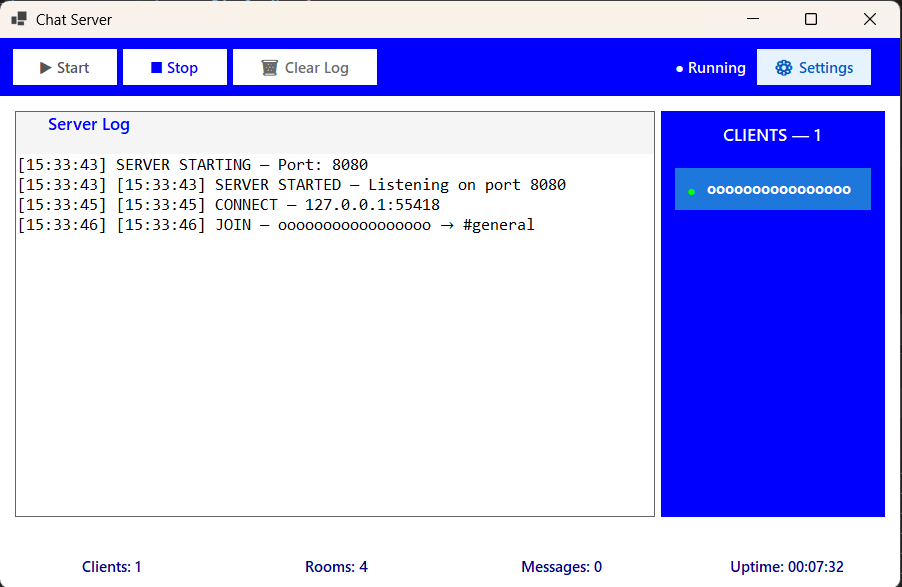 Chat Server
Start Stop Clear Log Running Settings
Server Log
[15:33:43] SERVER STARTING — Port: 8080
[15:33:43] [15:33:43] SERVER STARTED — Listening on port 8080
[15:33:45] [15:33:45] CONNECT — 127.0.0.1:55418
[15:33:46] [15:33:46] JOIN — ooooooooooooooooo → #general
CLIENTS — 1
oooooooooooooooo
Clients: 1 Rooms: 4 Messages: 0 Uptime: 00:07:32